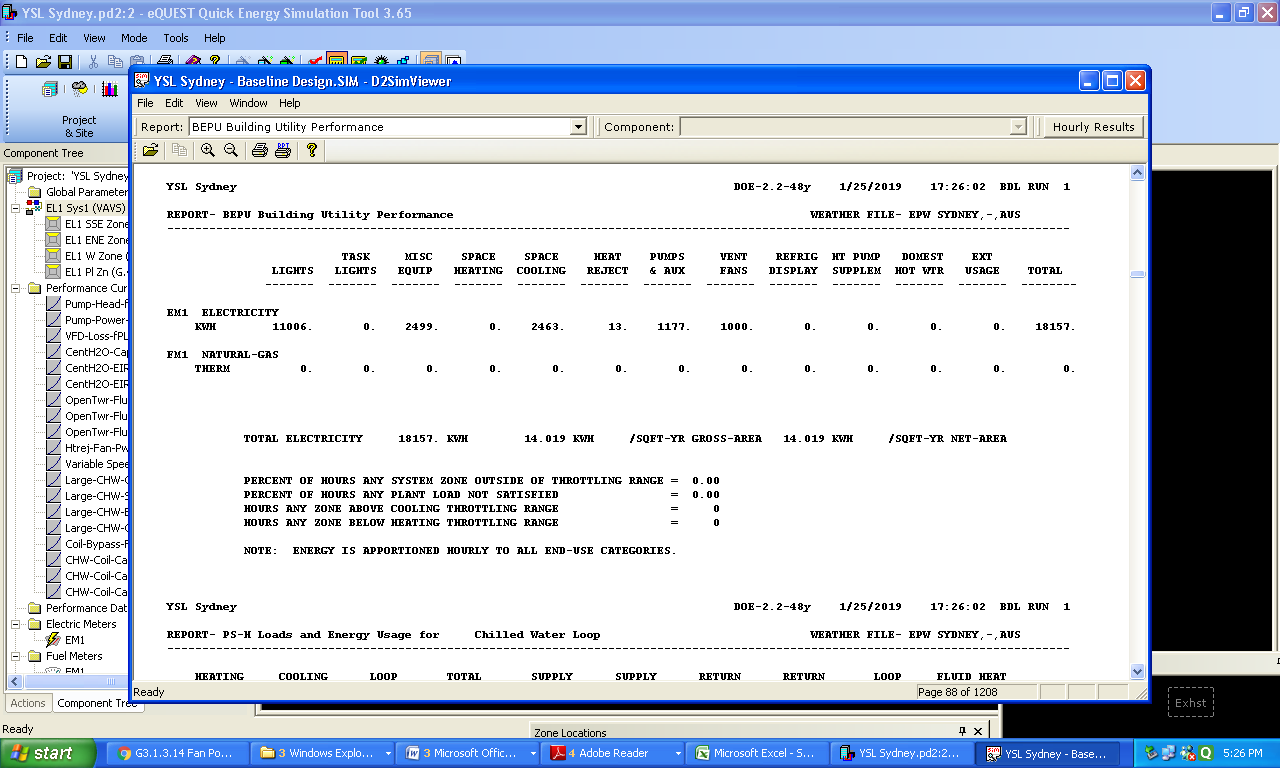 YSL Sydney.pd2:2 - eQUEST Quick Energy Simulation Tool 3.65
File Edit View Mode Tools Help
Project
& Site
Component Tree
Project: 'YSL Sydney
Global Parameter
EL1 Sys1 (VAVS)
EL1 SSE Zone
EL1 ENE Zone
EL1 W Zone (
EL1 Pl Zn (G.
Performance Cur
Pump-Head-f
Pump-Power-
VFD-Loss-fPL
CentH2O-Cap
CentH2O-EIR
CentH2O-EIR
OpenTwr-Flu
OpenTwr-Flu
OpenTwr-Flu
Htrej-Fan-Pw
Variable Spee
Large-CHW-C
Large-CHW-S
Large-CHW-E
Large-CHW-C
Coil-Bypass-F
CHW-Coil-Ca
CHW-Coil-Ca
CHW-Coil-Ca
Performance Dat
Electric Meters
EM1
Fuel Meters
FM1
Actions Component Tree
Ready
YSL Sydney - Baseline Design.SIM - D2SimViewer
File Edit View Window Help
Report: BEPU Building Utility Performance Component: Hourly Results
YSL Sydney DOE-2.2-48y 1/25/2019 17:26:02 BDL RUN 1
REPORT- BEPU Building Utility Performance WEATHER FILE- EPW SYDNEY,-,AUS
TASK MISC SPACE SPACE HEAT PUMPS VENT REFRIG HT PUMP DOMEST EXT
LIGHTS LIGHTS EQUIP HEATING COOLING REJECT & AUX FANS DISPLAY SUPPLEM HOT WTR USAGE TOTAL
EM1 ELECTRICITY
KWH 11006. 0. 2499. 0. 2463. 13. 1177. 1000. 0. 0. 0. 0. 18157.
FM1 NATURAL-GAS
THERM 0. 0. 0. 0. 0. 0. 0. 0. 0. 0. 0. 0. 0.
TOTAL ELECTRICITY 18157. KWH 14.019 KWH /SQFT-YR GROSS-AREA 14.019 KWH /SQFT-YR NET-AREA
PERCENT OF HOURS ANY SYSTEM ZONE OUTSIDE OF THROTTLING RANGE = 0.00
PERCENT OF HOURS ANY PLANT LOAD NOT SATISFIED = 0.00
HOURS ANY ZONE ABOVE COOLING THROTTLING RANGE = 0
HOURS ANY ZONE BELOW HEATING THROTTLING RANGE = 0
NOTE: ENERGY IS APPORTIONED HOURLY TO ALL END-USE CATEGORIES.
YSL Sydney DOE-2.2-48y 1/25/2019 17:26:02 BDL RUN 1
REPORT- PS-H Loads and Energy Usage for Chilled Water Loop WEATHER FILE- EPW SYDNEY,-,AUS
HEATING COOLING LOOP TOTAL SUPPLY SUPPLY RETURN RETURN LOOP FLUID HEAT
Ready Page 88 of 1208
Exhst
Zone Locations
start G3.1.3.14 Fan Po... 3 Windows Explo... 3 Microsoft Offic... 4 Adobe Reader Microsoft Excel - S... YSL Sydney.pd2:2... YSL Sydney - Base... 5:26 PM